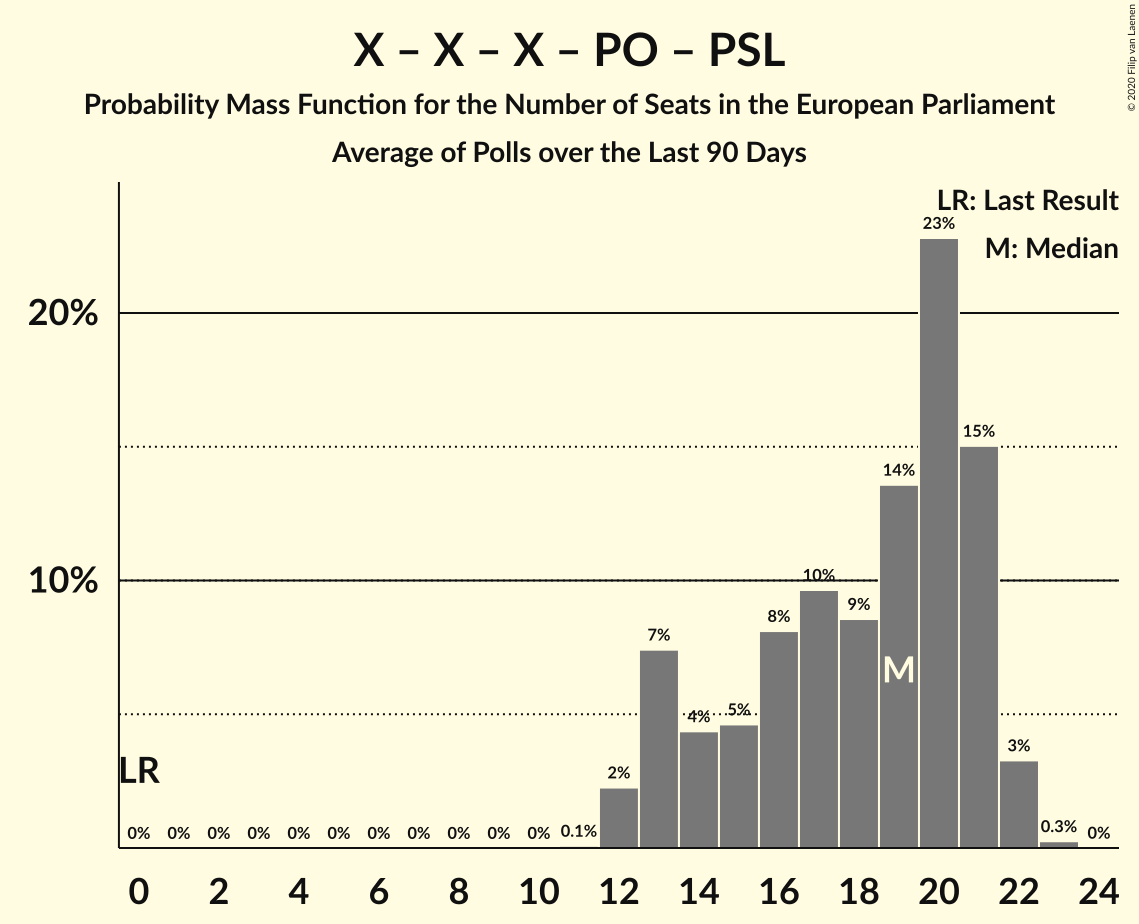 X – X – X – PO – PSL
Probability Mass Function for the Number of Seats in the European Parliament
Average of Polls over the Last 90 Days
© 2020 Filip van Laenen
LR: Last Result
M: Median
20%
10%
23%
15%
14%
10%
9%
8%
7%
5%
4%
3%
2%
M
LR
0% 0% 0% 0% 0% 0% 0% 0% 0% 0% 0% 0.1% 0.3% 0%
0 2 4 6 8 10 12 14 16 18 20 22 24